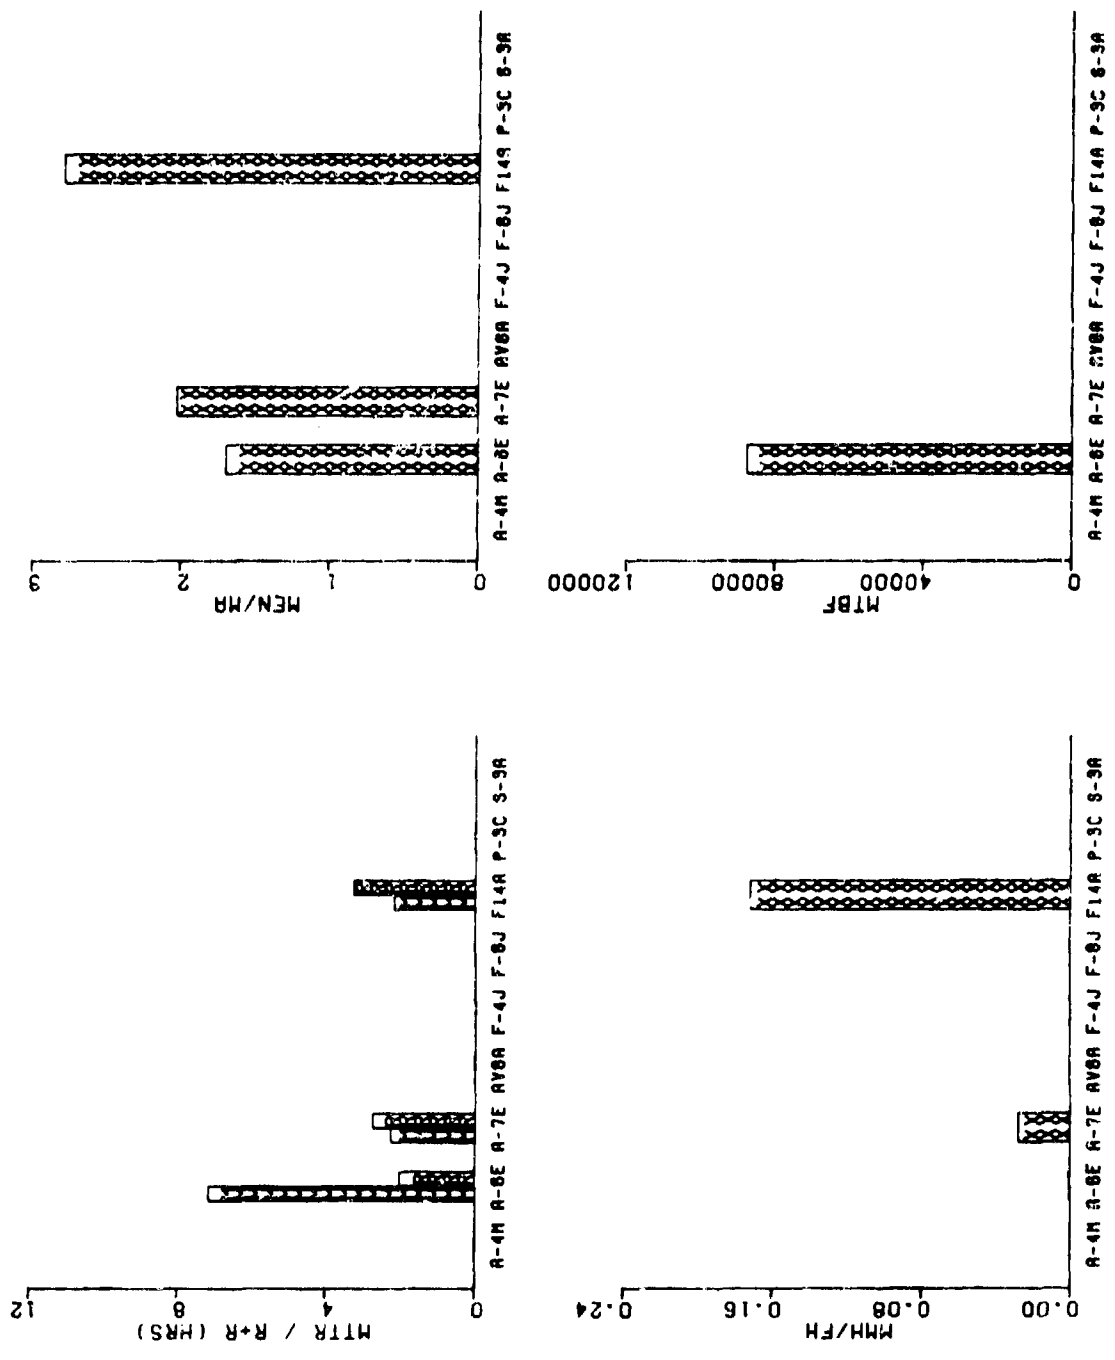 MTTR / R+R (HRS)
12
8
4
0
A-4M A-6E A-7E AV8A F-4J F-8J F14A P-3C S-3A
MEN/MA
3
2
1
0
A-4M A-6E A-7E AV8A F-4J F-8J F14A P-3C S-3A
MMH/FH
0.24
0.16
0.08
0.00
A-4M A-6E A-7E AV8A F-4J F-8J F14A P-3C S-3A
MTBF
120000
80000
40000
0
A-4M A-6E A-7E AV8A F-4J F-8J F14A P-3C S-3A